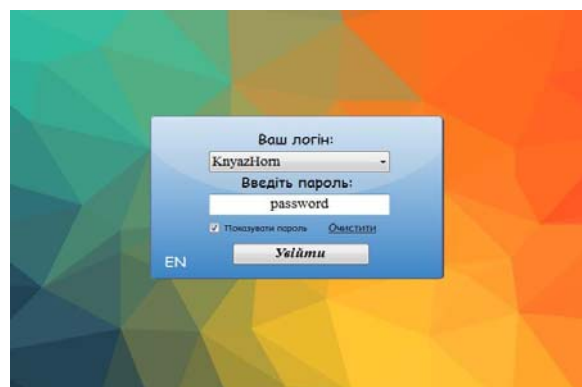 Ваш логін:
KnyazHorn
Введіть пароль:
password
Показувати пароль Очистити
Увійти
EN